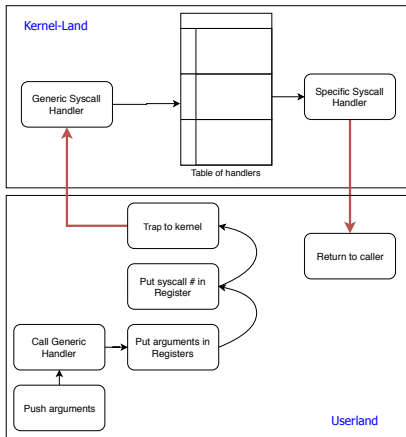 Kernel-Land
Generic Syscall
Handler
Specific Syscall
Handler
Table of handlers
Trap to kernel
Return to caller
Put syscall # in
Register
Call Generic
Handler
Put arguments in
Registers
Push arguments
Userland